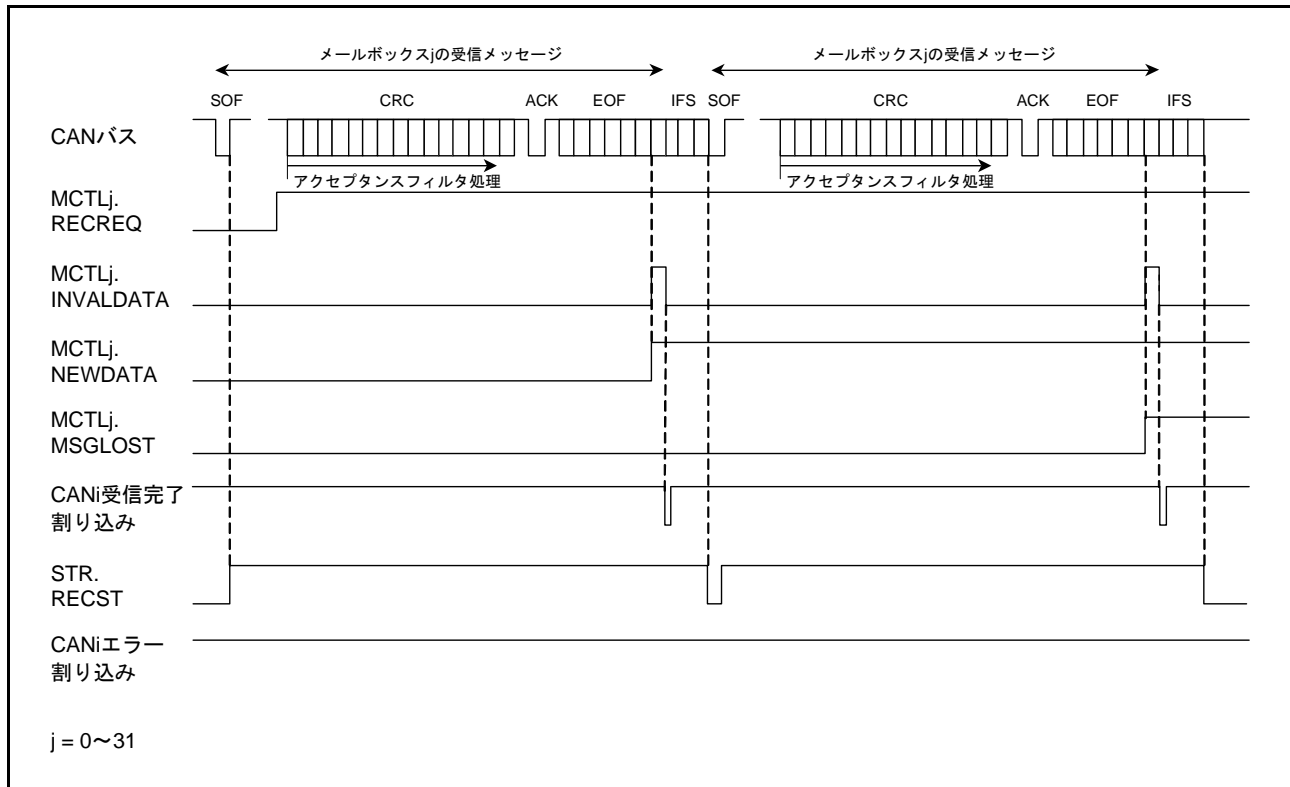 メールボックスjの受信メッセージ メールボックスjの受信メッセージ
SOF CRC ACK EOF IFS SOF CRC ACK EOF IFS
CANバス
アクセプタンスフィルタ処理 アクセプタンスフィルタ処理
MCTLj.
RECREQ
MCTLj.
INVALDATA
MCTLj.
NEWDATA
MCTLj.
MSGLOST
CANi受信完了
割り込み
STR.
RECST
CANiエラー
割り込み
j = 0〜31